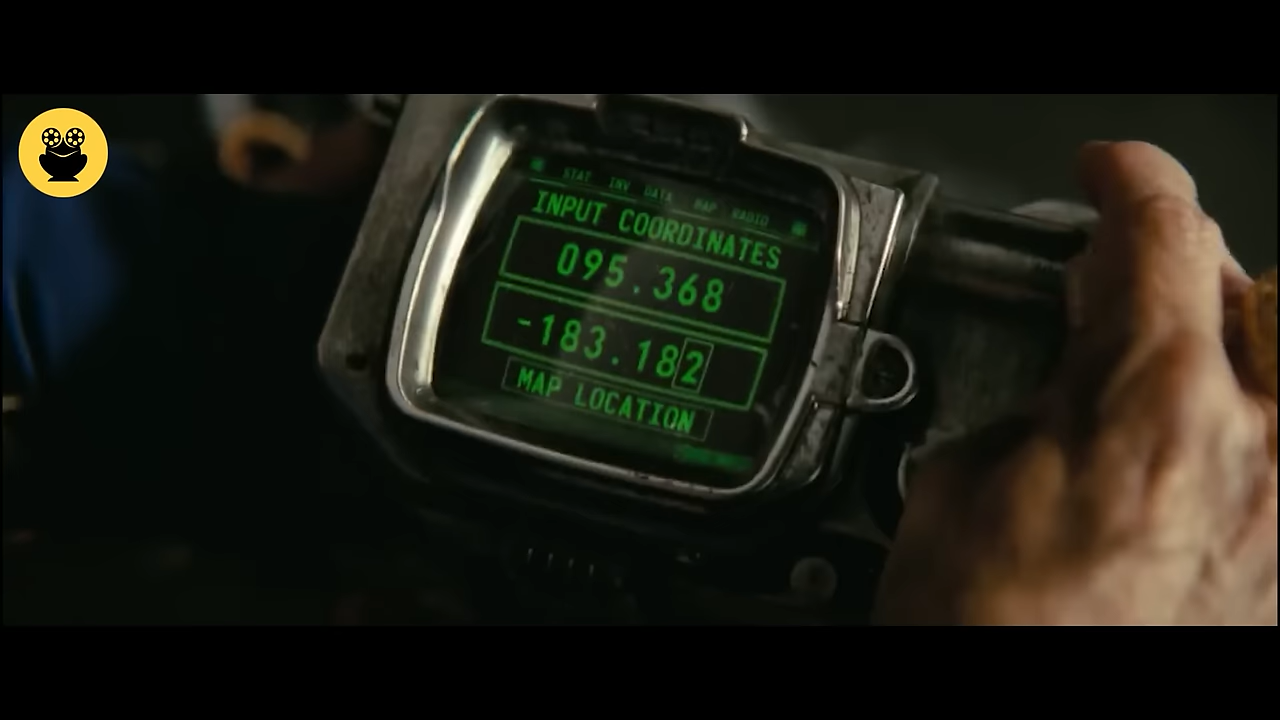 STAT INV DATA MAP RADIO
INPUT COORDINATES
095.368
-183.182
MAP LOCATION